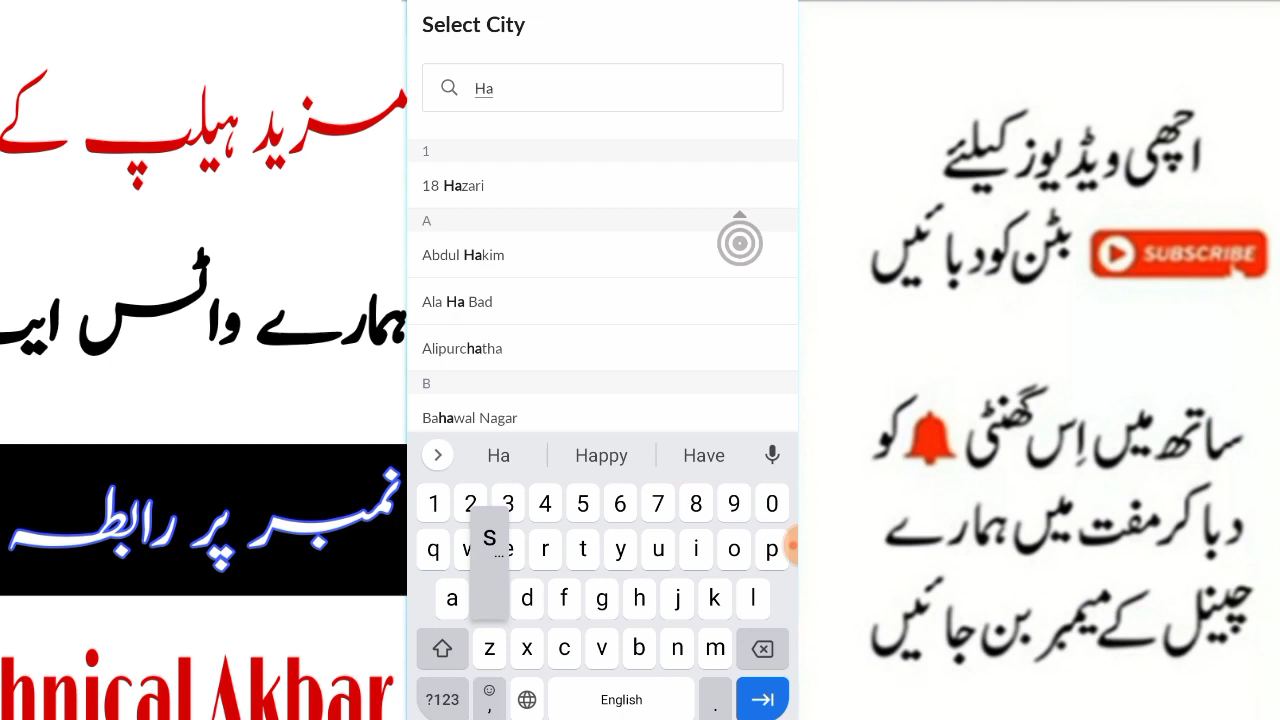 مزید ہیلپ کے
ہمارے واٹس ایپ
نمبر پر رابطہ
hnical Akbar
Select City
Ha
1
18 Hazari
A
Abdul Hakim
Ala Ha Bad
Alipurchatha
B
Bahawal Nagar
Ha Happy Have
1 2 3 4 5 6 7 8 9 0
q w e r t y u i o p
a s d f g h j k l
z x c v b n m
?123 , English .
اچھی ویڈیوز کیلئے
بٹن کو دبائیں SUBSCRIBE
ساتھ میں اِس گھنٹی کو
دبا کر مفت میں ہمارے
چینل کے میمبر بن جائیں